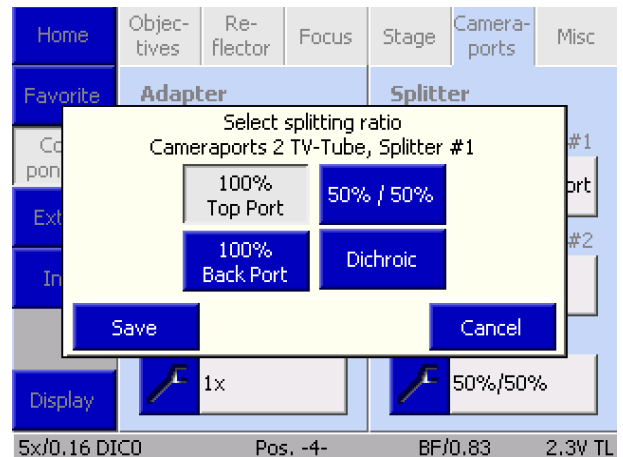 Home
Objec-
tives
Re-
flector
Focus
Stage
Camera-
ports
Misc
Favorite
Adapter
Splitter
Select splitting ratio
Cameraports 2 TV-Tube, Splitter #1
100%
Top Port
50% / 50%
100%
Back Port
Dichroic
Save
Cancel
#1
#2
1x
50%/50%
Display
5x/0.16 DIC0
Pos. -4-
BF/0.83
2.3V TL